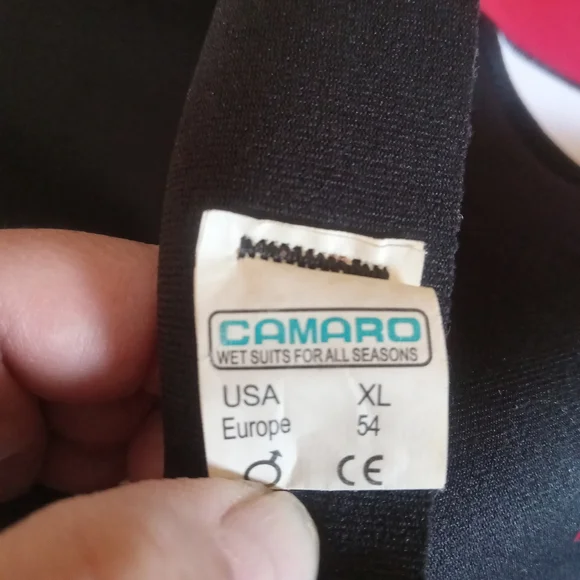 CAMARO
WET SUITS FOR ALL SEASONS
USA XL
Europe 54
♂ CE